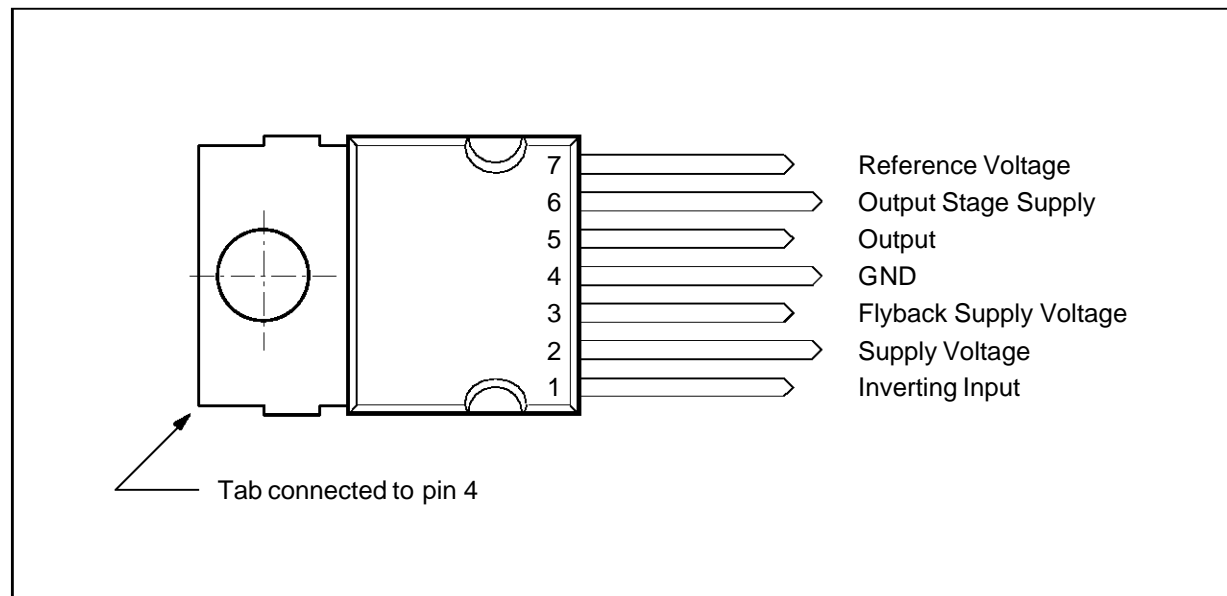 7 Reference Voltage
6 Output Stage Supply
5 Output
4 GND
3 Flyback Supply Voltage
2 Supply Voltage
1 Inverting Input
Tab connected to pin 4